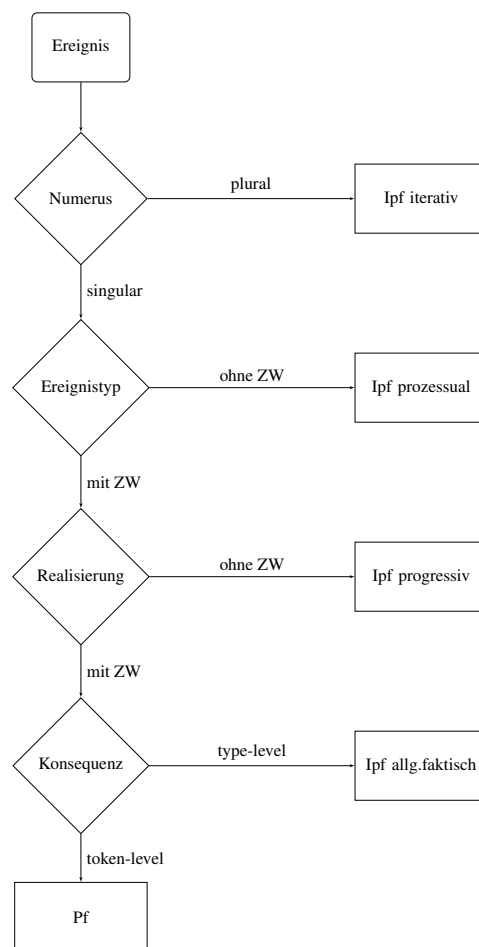 Ereignis
Numerus
plural
Ipf iterativ
singular
Ereignistyp
ohne ZW
Ipf prozessual
mit ZW
Realisierung
ohne ZW
Ipf progressiv
mit ZW
Konsequenz
type-level
Ipf allg.faktisch
token-level
Pf